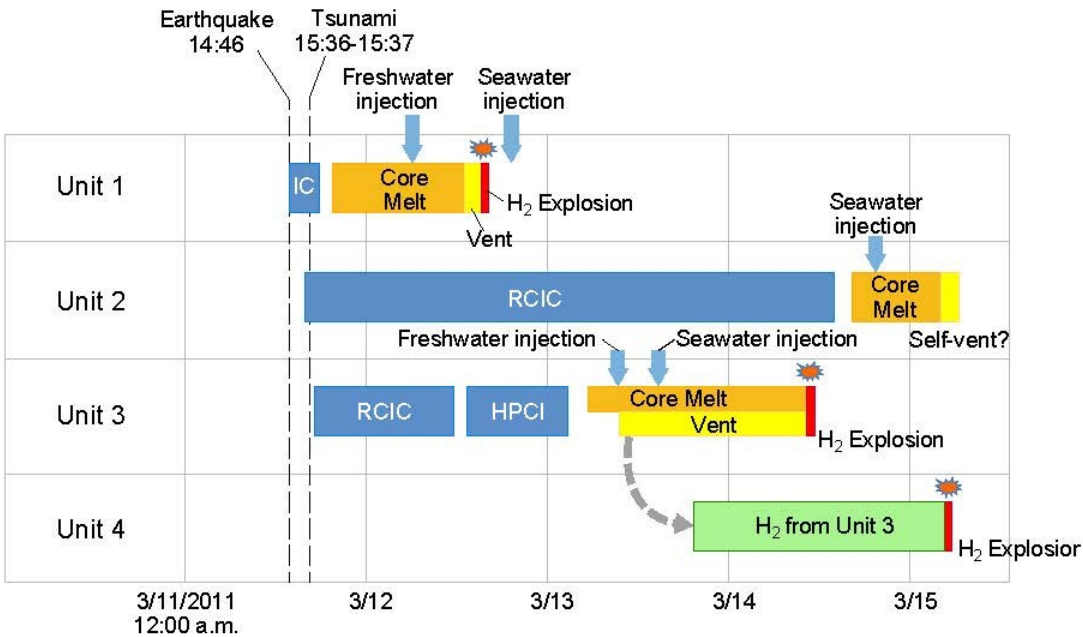 Earthquake
14:46
Tsunami
15:36-15:37
Freshwater
injection
Seawater
injection
Unit 1
IC
Core
Melt
H₂ Explosion
Vent
Seawater
injection
Unit 2
RCIC
Core
Melt
Self-vent?
Freshwater injection
Seawater injection
Unit 3
RCIC
HPCI
Core Melt
Vent
H₂ Explosion
Unit 4
H₂ from Unit 3
H₂ Explosion
3/11/2011
12:00 a.m.
3/12
3/13
3/14
3/15